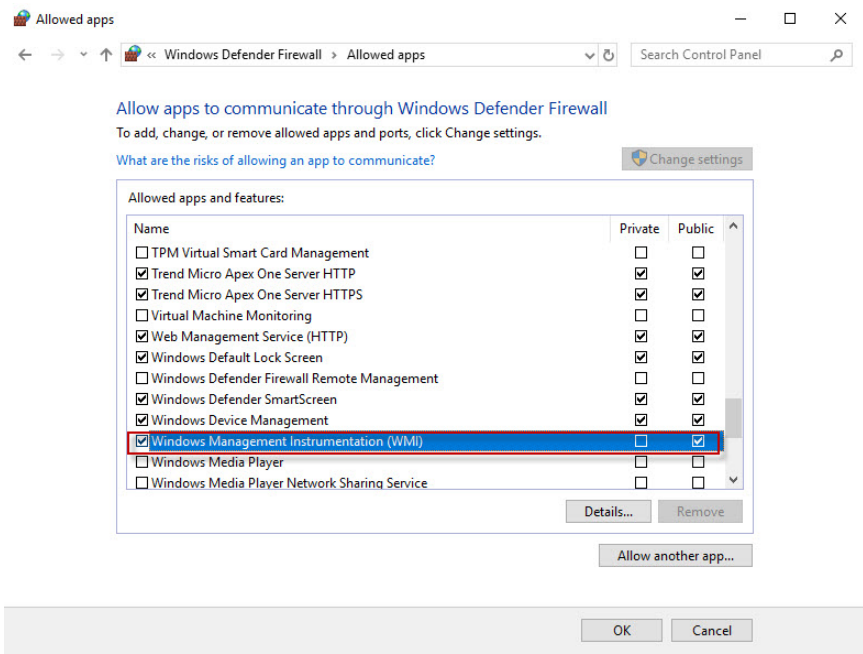 Allowed apps
« Windows Defender Firewall > Allowed apps
Search Control Panel
Allow apps to communicate through Windows Defender Firewall
To add, change, or remove allowed apps and ports, click Change settings.
What are the risks of allowing an app to communicate?
Change settings
Allowed apps and features:
Name Private Public
TPM Virtual Smart Card Management
Trend Micro Apex One Server HTTP
Trend Micro Apex One Server HTTPS
Virtual Machine Monitoring
Web Management Service (HTTP)
Windows Default Lock Screen
Windows Defender Firewall Remote Management
Windows Defender SmartScreen
Windows Device Management
Windows Management Instrumentation (WMI)
Windows Media Player
Windows Media Player Network Sharing Service
Details... Remove
Allow another app...
OK Cancel